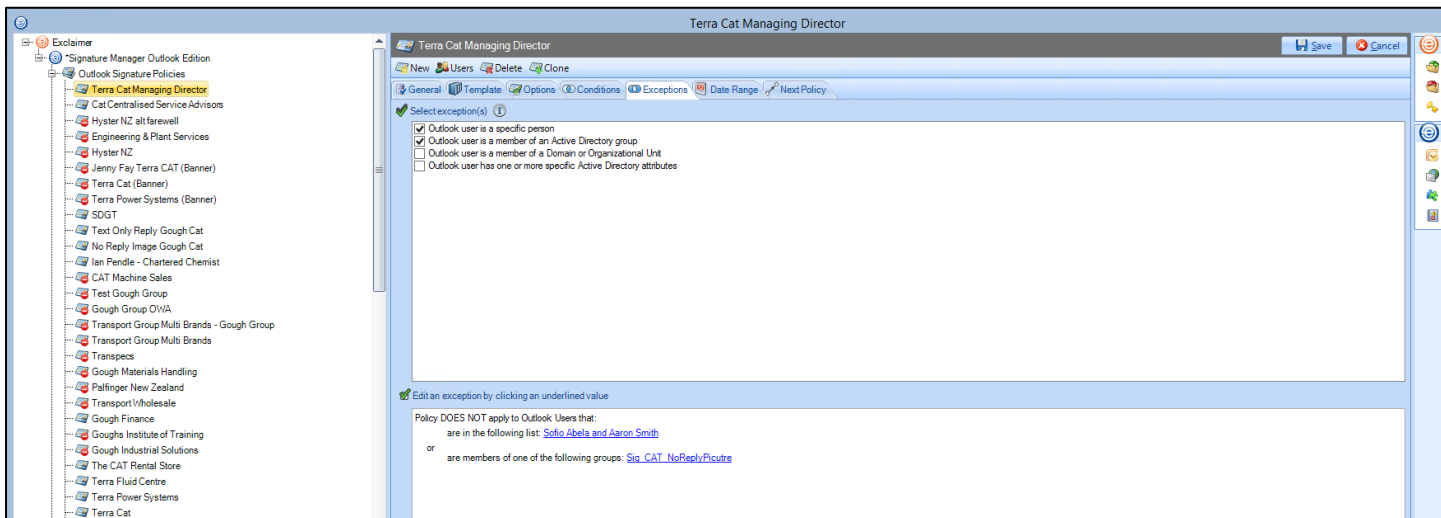 Terra Cat Managing Director
Exclaimer
*Signature Manager Outlook Edition
Outlook Signature Policies
Terra Cat Managing Director
Cat Centralised Service Advisors
Hyster NZ alt farewell
Engineering & Plant Services
Hyster NZ
Jenny Fay Terra CAT (Banner)
Terra Cat (Banner)
Terra Power Systems (Banner)
SDGT
Text Only Reply Gough Cat
No Reply Image Gough Cat
Ian Pendle - Chartered Chemist
CAT Machine Sales
Test Gough Group
Gough Group OWA
Transport Group Multi Brands - Gough Group
Transport Group Multi Brands
Transpecs
Gough Materials Handling
Palfinger New Zealand
Transport Wholesale
Gough Finance
Goughs Institute of Training
Gough Industrial Solutions
The CAT Rental Store
Terra Fluid Centre
Terra Power Systems
Terra Cat
Terra Cat Managing Director Save Cancel
New Users Delete Clone
General Template Options Conditions Exceptions Date Range Next Policy
Select exception(s)
Outlook user is a specific person
Outlook user is a member of an Active Directory group
Outlook user is a member of a Domain or Organizational Unit
Outlook user has one or more specific Active Directory attributes
Edit an exception by clicking an underlined value
Policy DOES NOT apply to Outlook Users that:
are in the following list: Sofio Abela and Aaron Smith
or
are members of one of the following groups: Sig_CAT_NoReplyPicutre